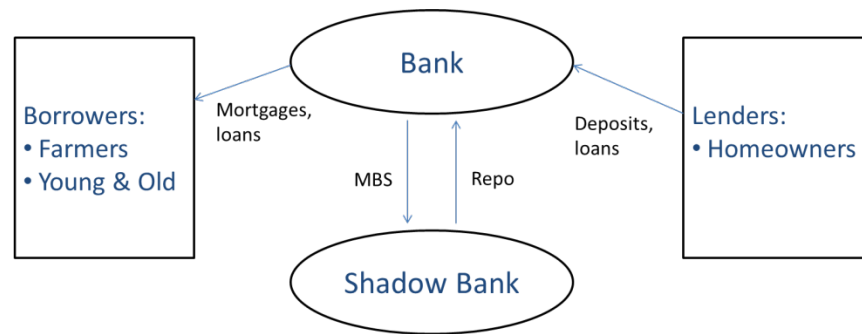 Bank
Borrowers:
• Farmers
• Young & Old
Mortgages,
loans
Deposits,
loans
Lenders:
• Homeowners
MBS
Repo
Shadow Bank